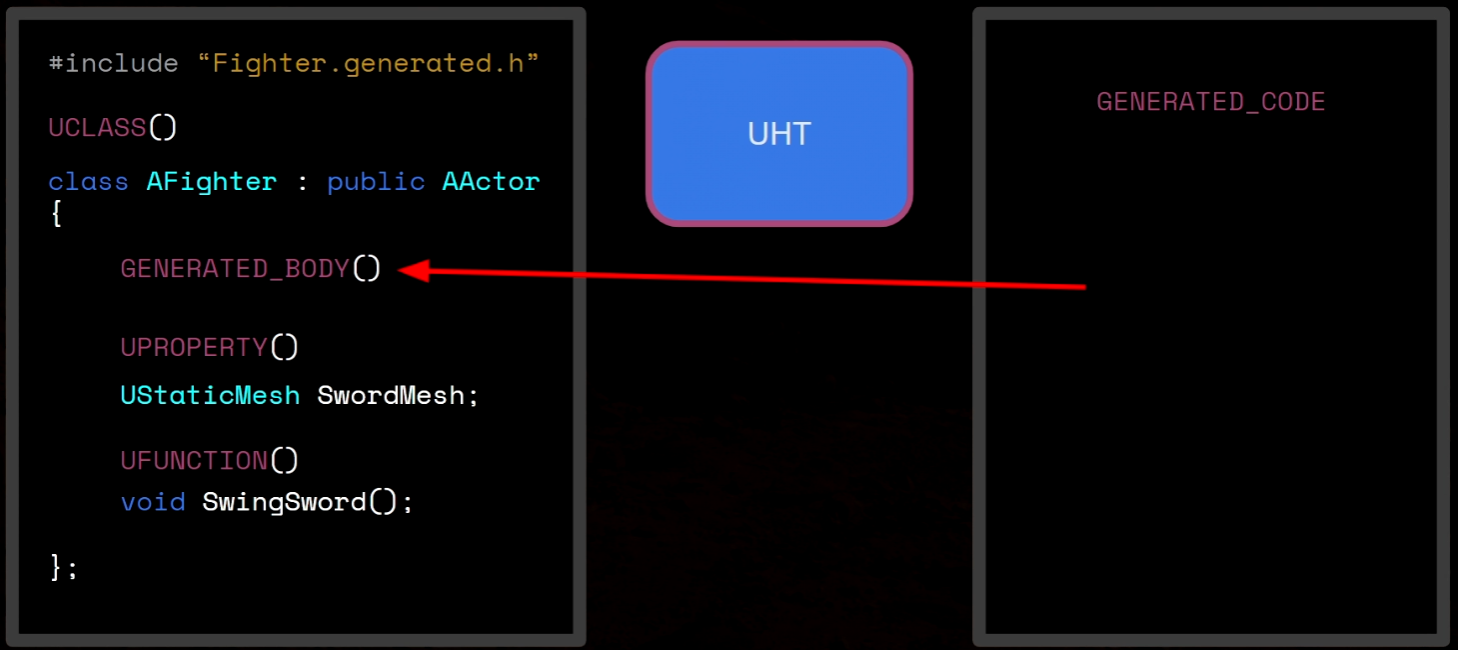 #include “Fighter.generated.h”
UCLASS()
class AFighter : public AActor
{
GENERATED_BODY()
UPROPERTY()
UStaticMesh SwordMesh;
UFUNCTION()
void SwingSword();
};
UHT
GENERATED_CODE